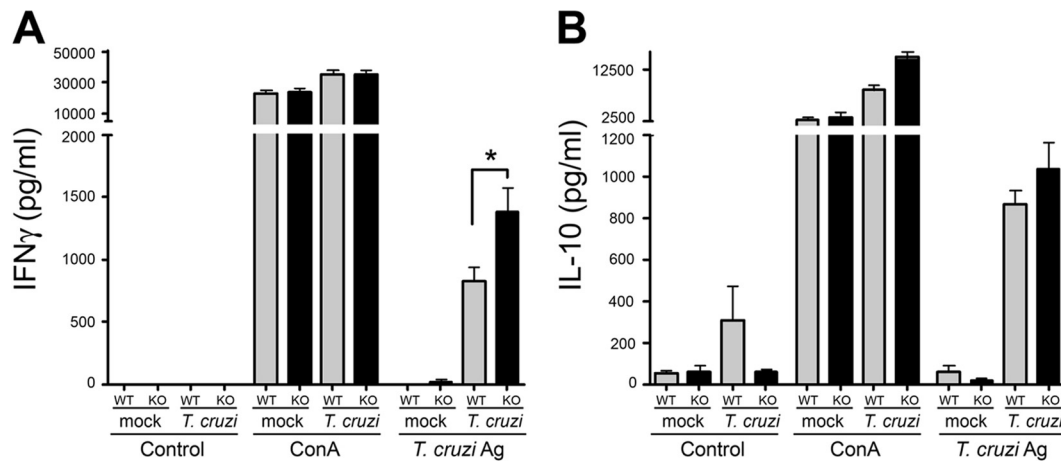 A
IFNγ (pg/ml)
50000
30000
10000
2000
1500
1000
500
0
*
WT KO WT KO WT KO WT KO WT KO WT KO
mock T. cruzi mock T. cruzi mock T. cruzi
Control ConA T. cruzi Ag
B
IL-10 (pg/ml)
12500
2500
1200
1000
800
600
400
200
0
WT KO WT KO WT KO WT KO WT KO WT KO
mock T. cruzi mock T. cruzi mock T. cruzi
Control ConA T. cruzi Ag